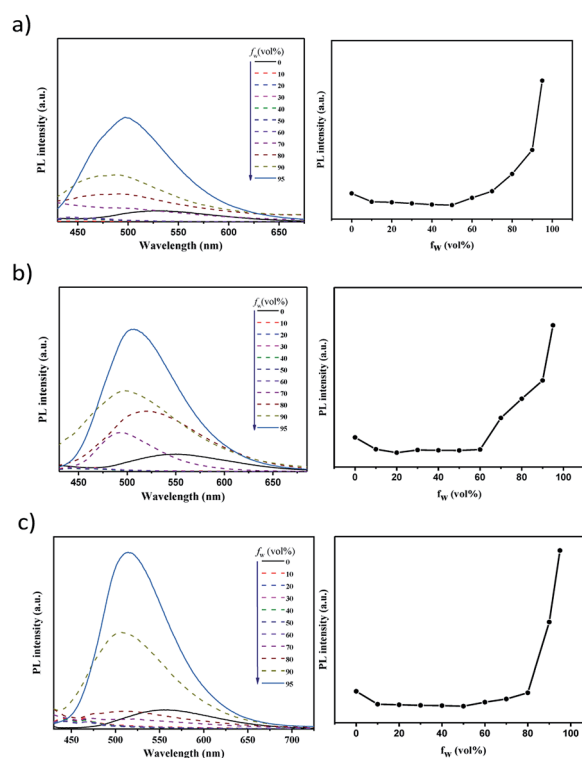 a)
fw(vol%)
0
10
20
30
40
50
60
70
80
90
95
PL intensity (a.u.)
450 500 550 600 650
Wavelength (nm)
PL intensity (a.u.)
0 20 40 60 80 100
fw (vol%)
b)
fw(vol%)
0
10
20
30
40
50
60
70
80
90
95
PL intensity (a.u.)
450 500 550 600 650
Wavelength (nm)
PL intensity (a.u.)
0 20 40 60 80 100
fw (vol%)
c)
fw (vol%)
0
10
20
30
40
50
60
70
80
90
95
PL intensity (a.u.)
450 500 550 600 650 700
Wavelength (nm)
PL intensity (a.u.)
0 20 40 60 80 100
fw (vol%)